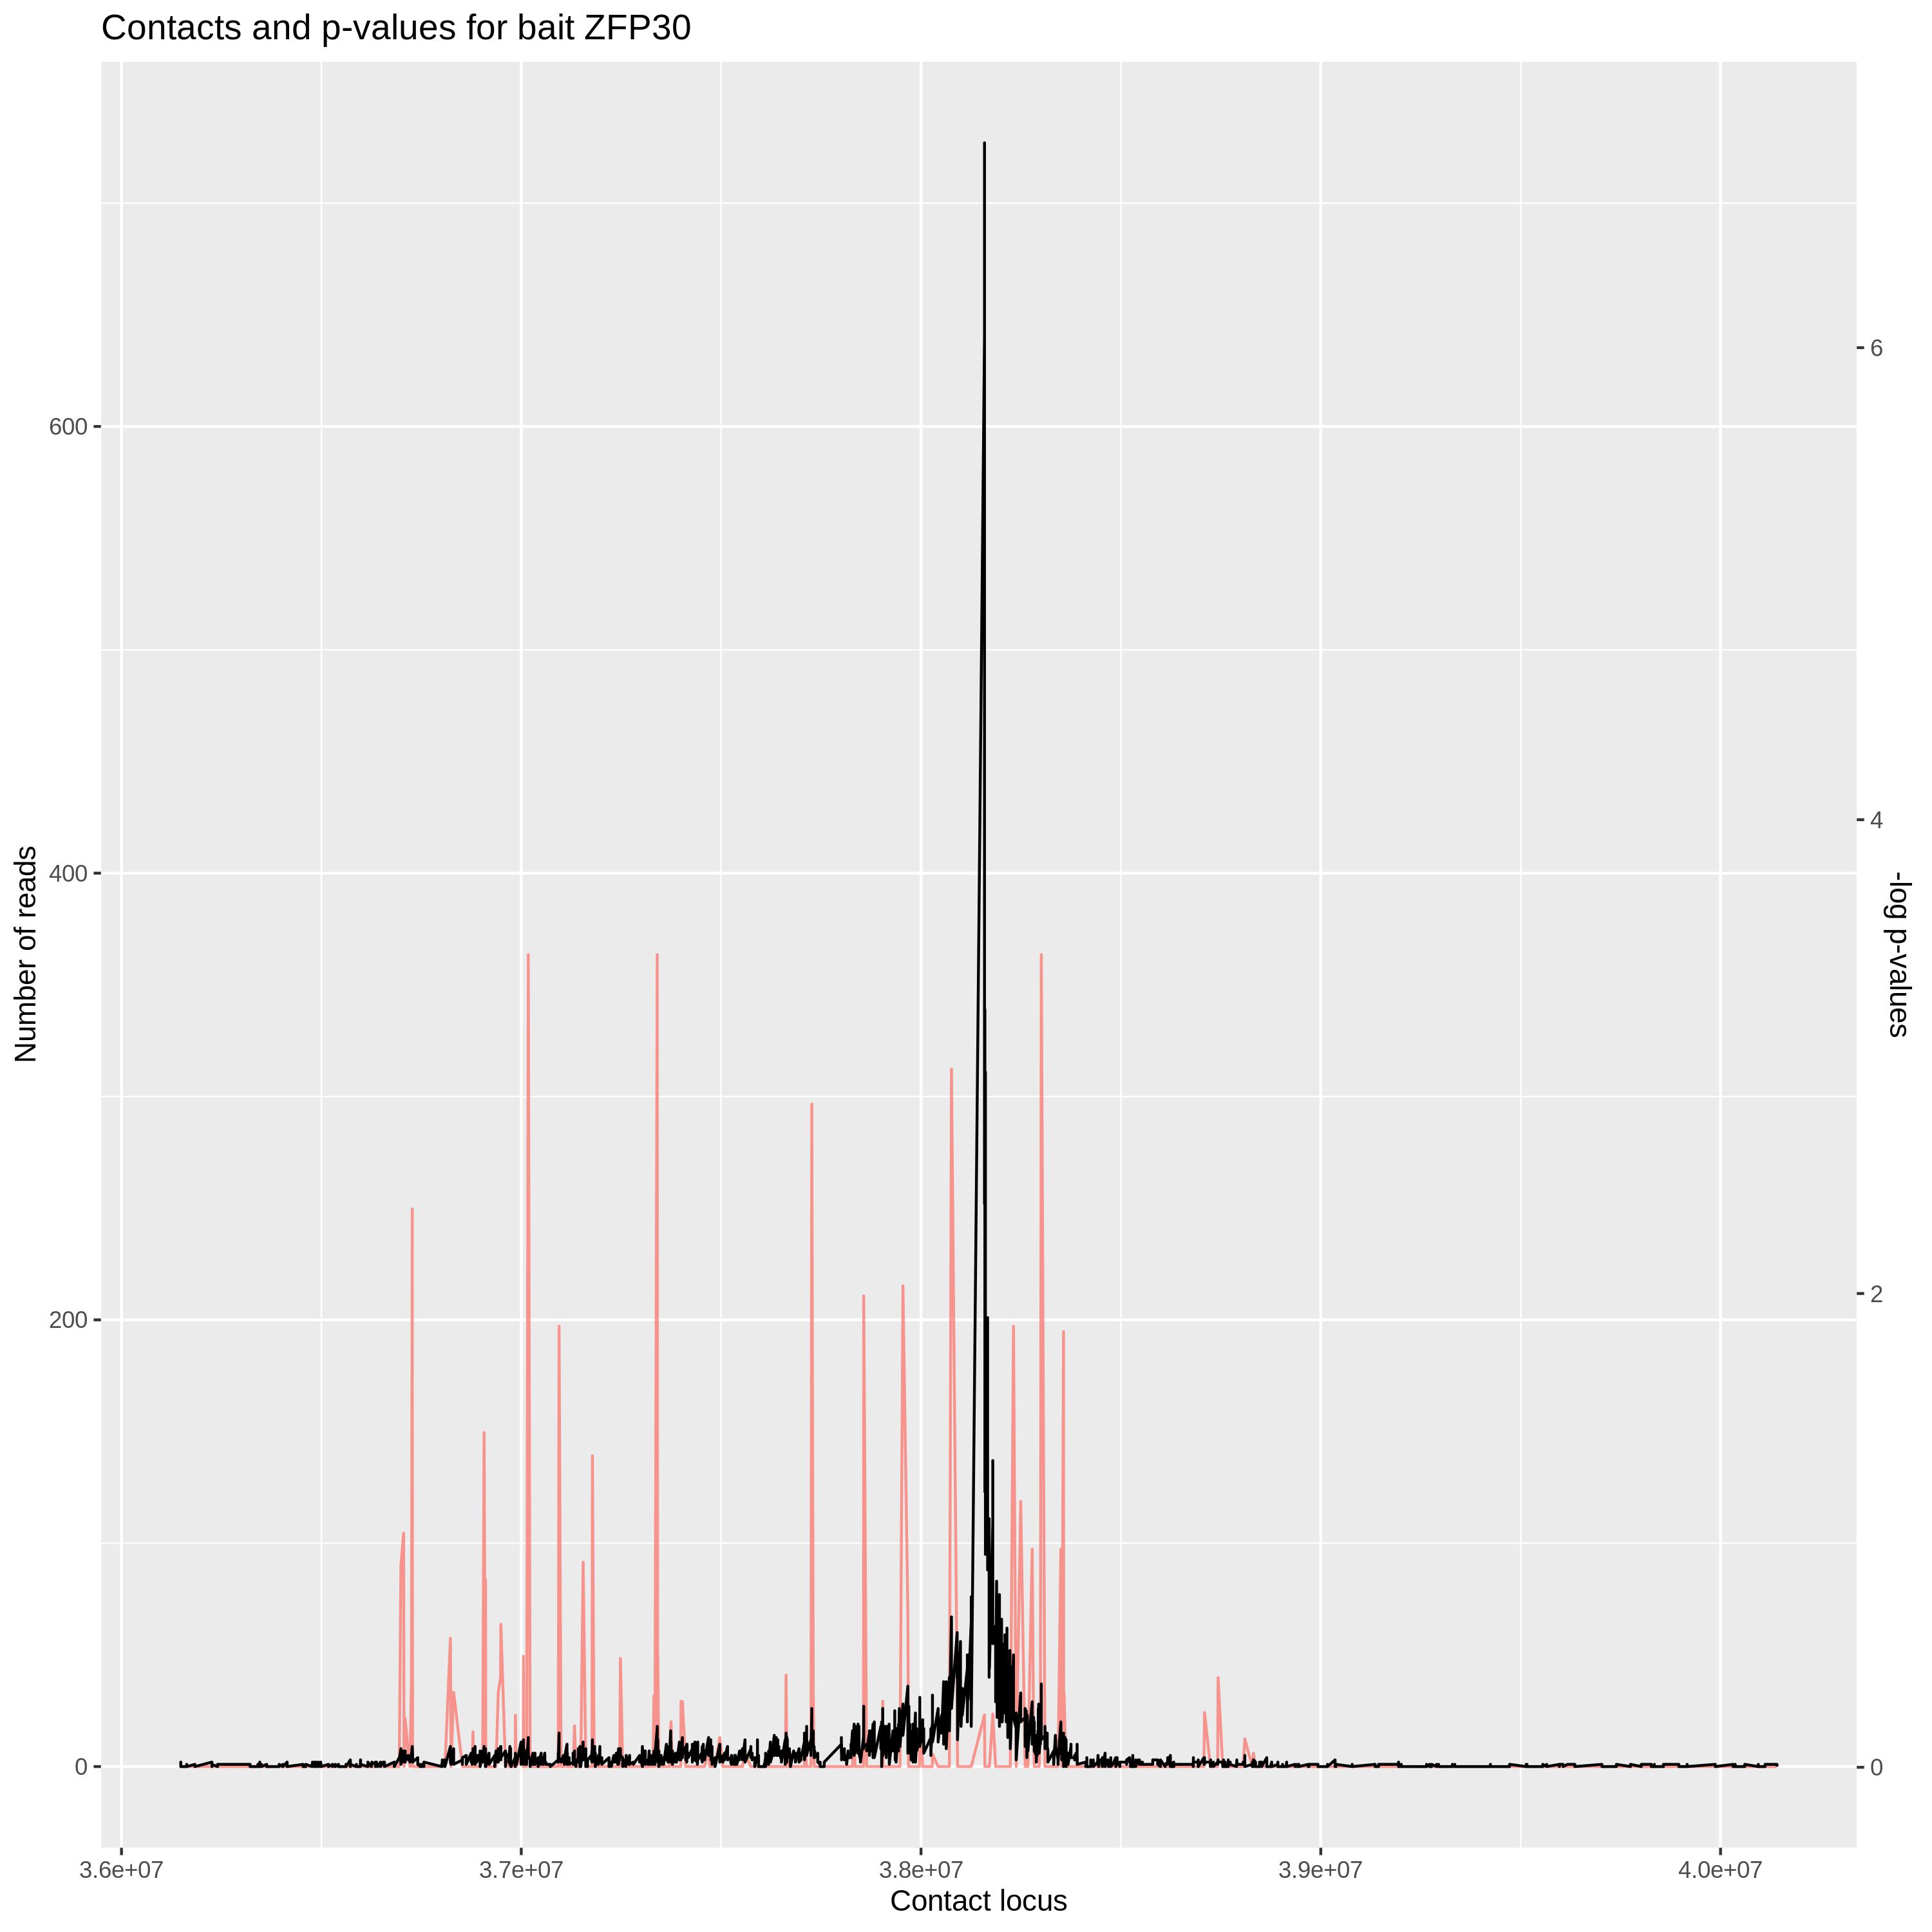 Contacts and p-values for bait ZFP30
Number of reads
600
400
200
0
6
4
2
0
-log p-values
3.6e+07
3.7e+07
3.8e+07
3.9e+07
4.0e+07
Contact locus